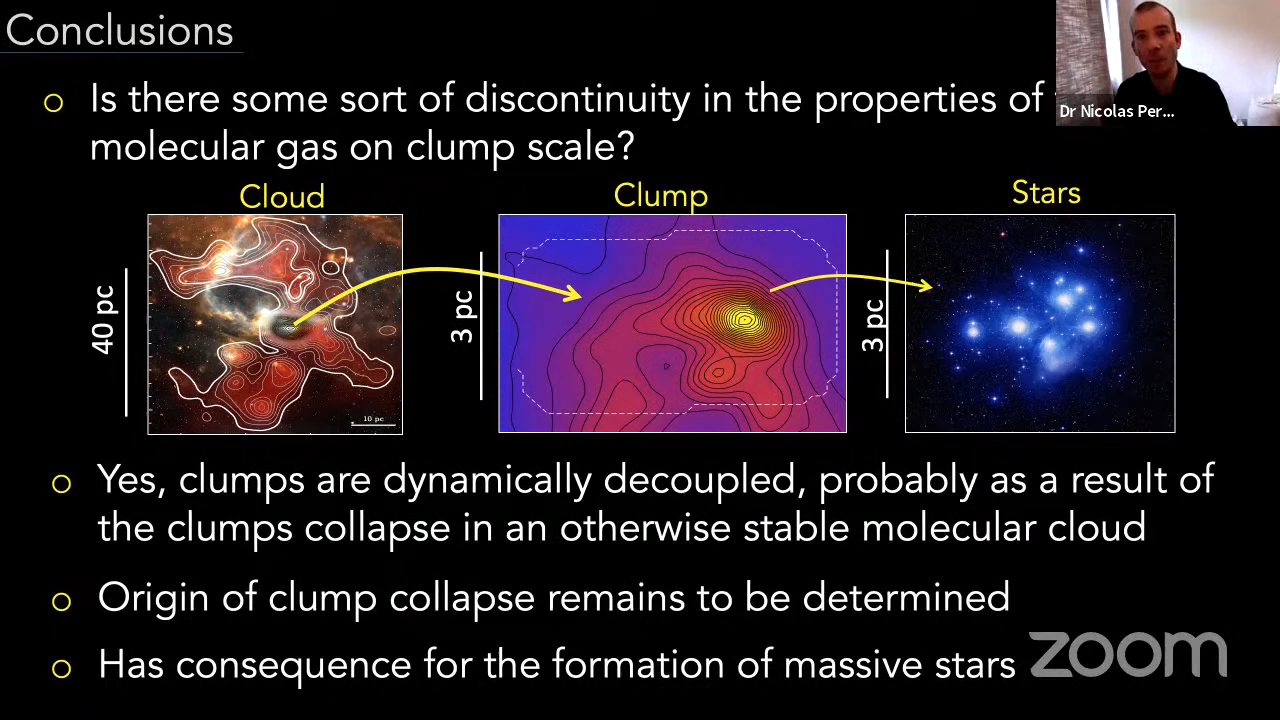 Conclusions
Is there some sort of discontinuity in the properties of
molecular gas on clump scale?
Dr Nicolas Per...
Cloud
Clump
Stars
40 pc
3 pc
3 pc
10 pc
Yes, clumps are dynamically decoupled, probably as a result of
the clumps collapse in an otherwise stable molecular cloud
Origin of clump collapse remains to be determined
Has consequence for the formation of massive stars
zoom